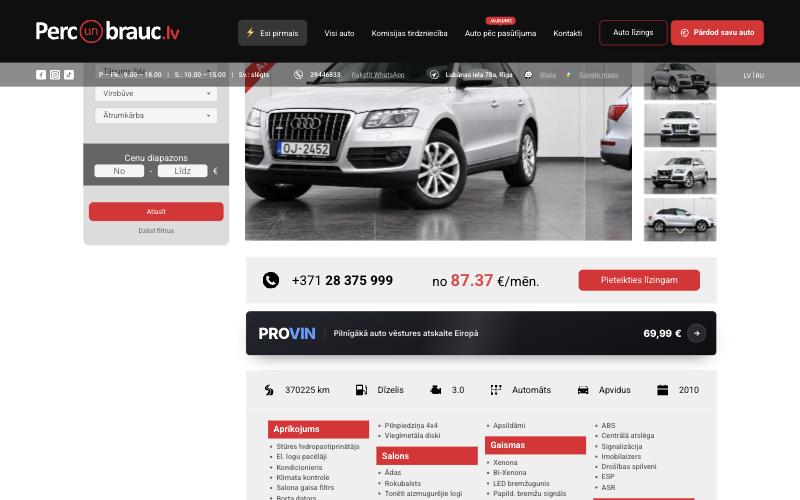 Perc un brauc.lv
Esi pirmais
Visi auto
Komisijas tirdzniecība
Auto pēc pasūtījuma
Kontakti
Auto līzings
Pārdod savu auto
P – Pk.: 9.00 – 18.00 | S.: 10.00 – 15.00 | Sv.: slēgts
29446833
Rakstīt WhatsApp
Lubānas iela 78a, Rīga
Waze
Google maps
LV | RU
Virsbūve
Ātrumkārba
Cenu diapazons
No - Līdz €
Atlasīt
Dzēst filtrus
OJ-2452
+371 28 375 999
no 87.37 €/mēn.
Pieteikties līzingam
PROVIN
Pilnīgākā auto vēstures atskaite Eiropā
69,99 €
370225 km
Dīzelis
3.0
Automāts
Apvidus
2010
Aprīkojums
• Stūres hidropastiprinātājs
• El. logu pacēlāji
• Kondicionieris
• Klimata kontrole
• Salona gaisa filtrs
• Borta dators
• Pilnpiedziņa 4x4
• Vieglmetāla diski
Salons
• Ādas
• Rokubalsts
• Tonēti aizmugurējie logi
• Apsildāmi
Gaismas
• Xenona
• Bi-Xenona
• LED bremžugunis
• Papild. bremžu signāls
• ABS
• Centrālā atslēga
• Signalizācija
• Imobilaizers
• Drošības spilveni
• ESP
• ASR